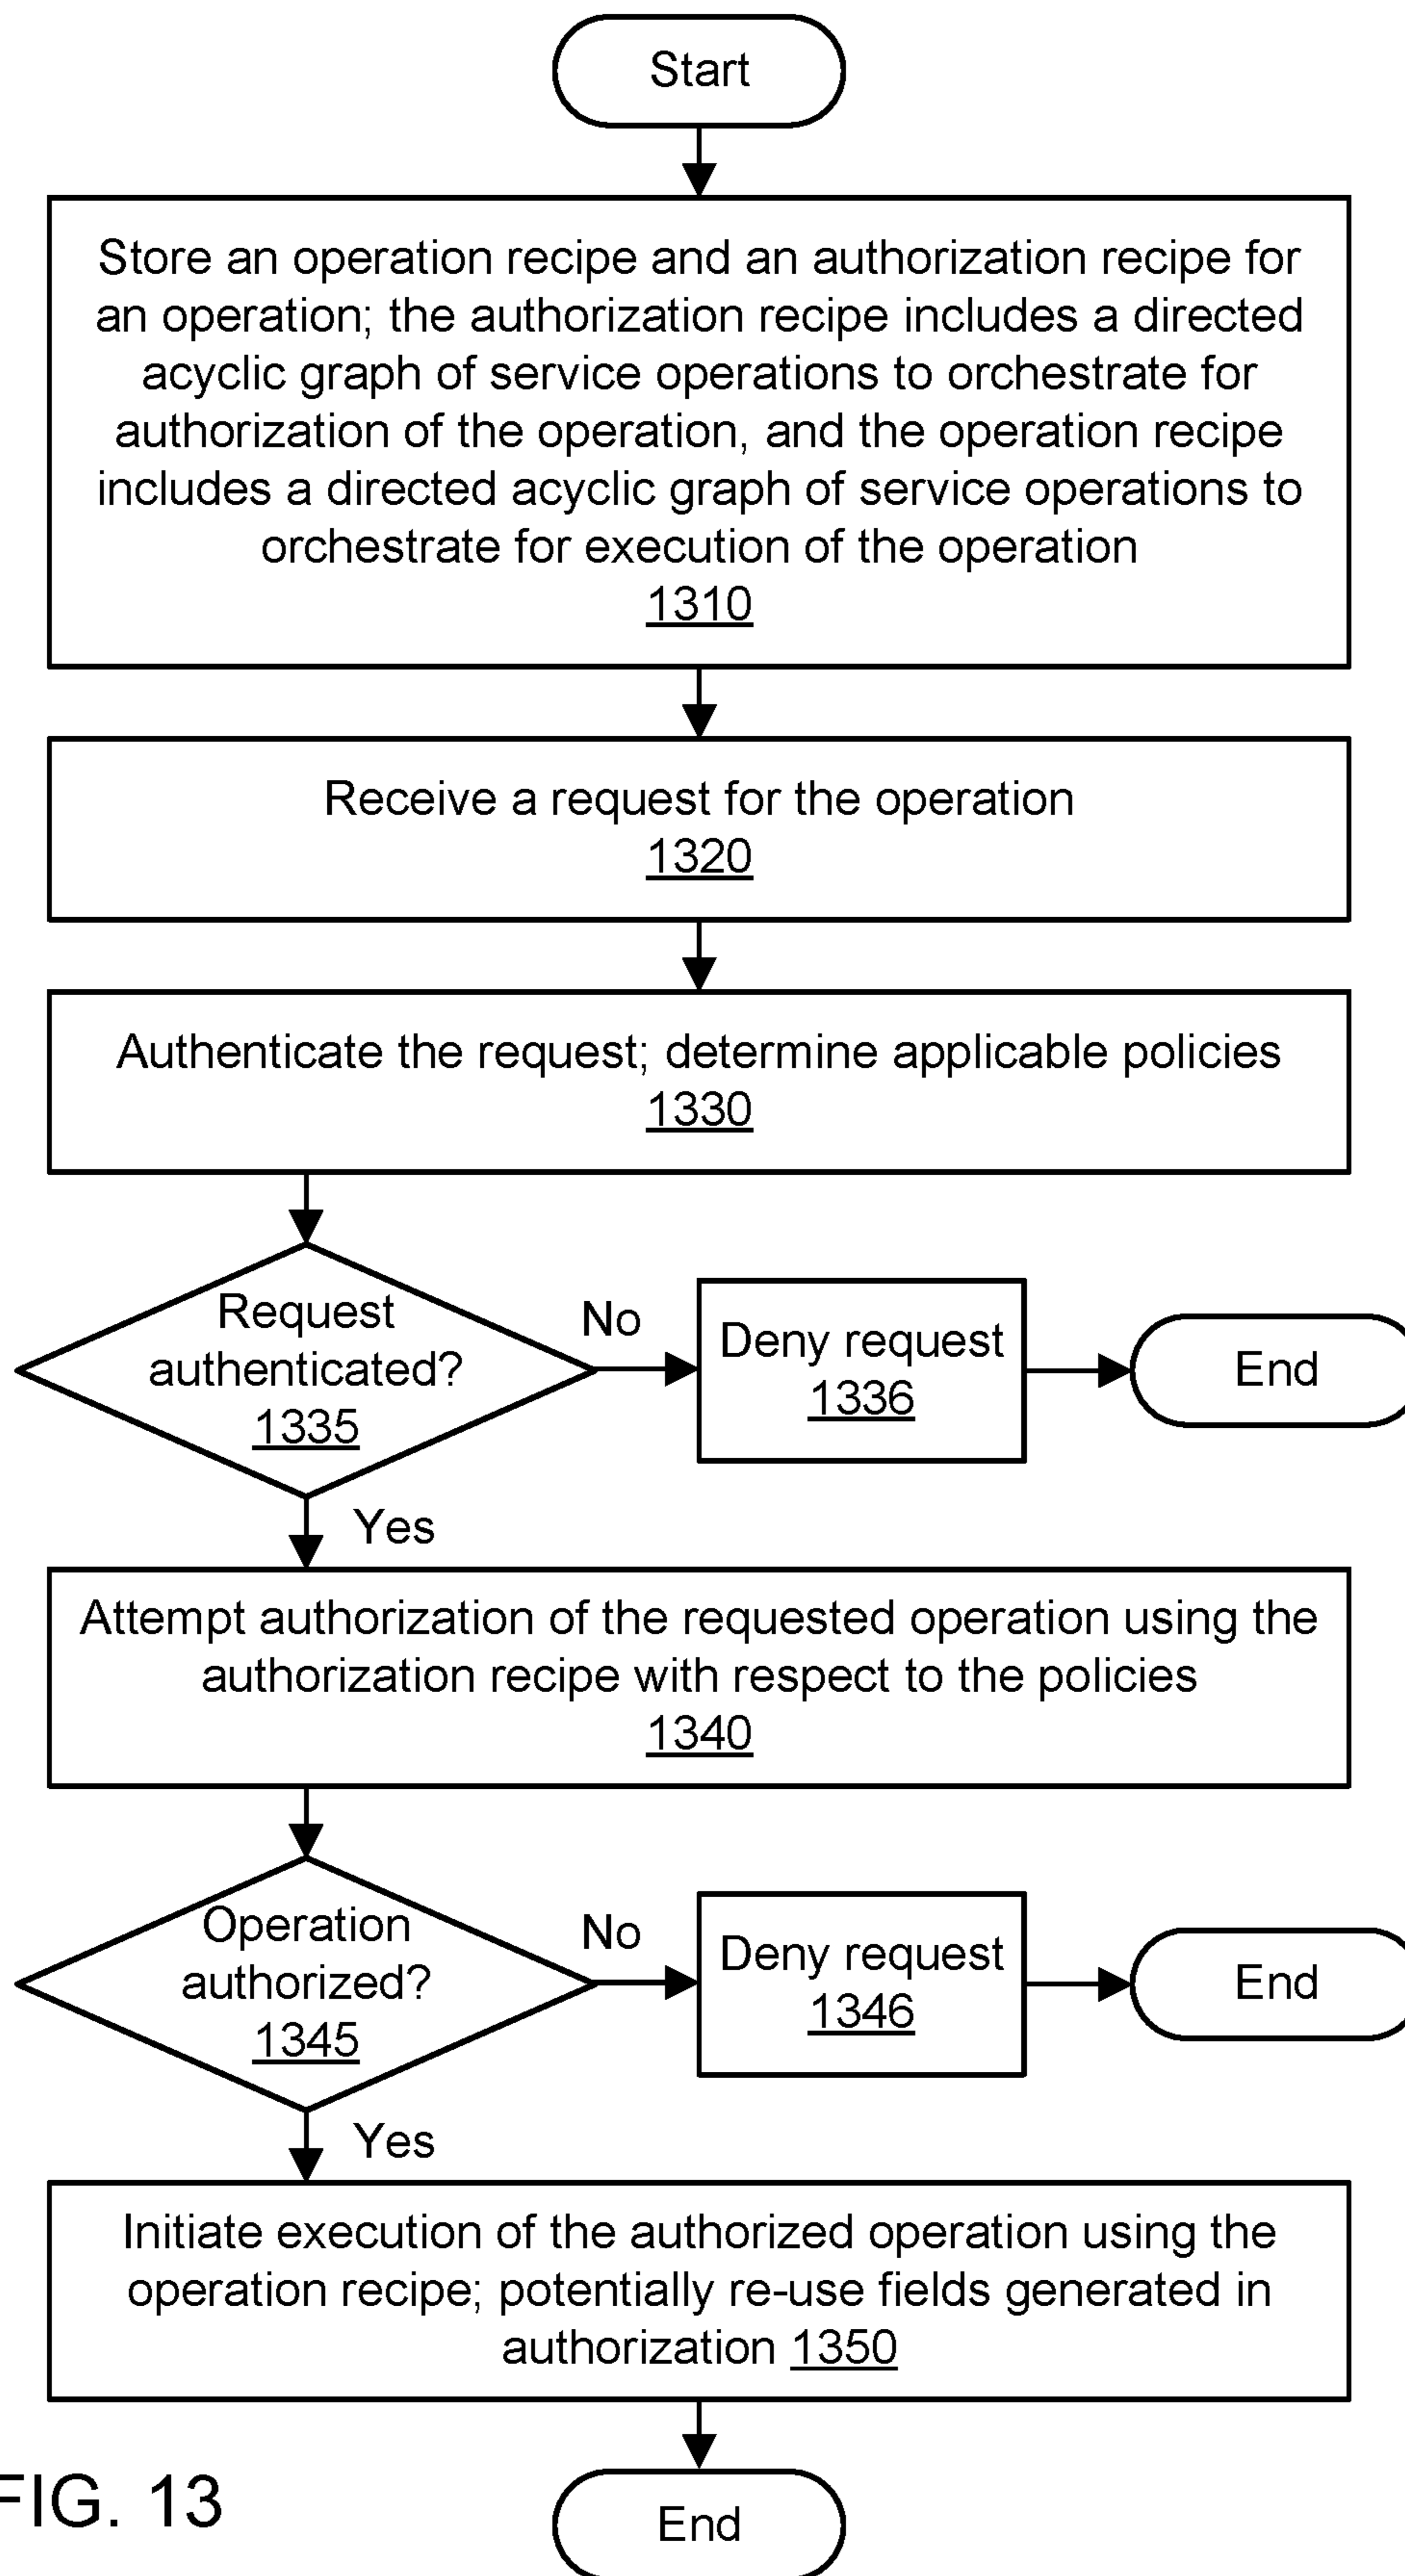 Start
Store an operation recipe and an authorization recipe for
an operation; the authorization recipe includes a directed
acyclic graph of service operations to orchestrate for
authorization of the operation, and the operation recipe
includes a directed acyclic graph of service operations to
orchestrate for execution of the operation
1310
Receive a request for the operation
1320
Authenticate the request; determine applicable policies
1330
Request
authenticated?
1335
No
Deny request
1336
End
Yes
Attempt authorization of the requested operation using the
authorization recipe with respect to the policies
1340
Operation
authorized?
1345
No
Deny request
1346
End
Yes
Initiate execution of the authorized operation using the
operation recipe; potentially re-use fields generated in
authorization 1350
End
FIG. 13